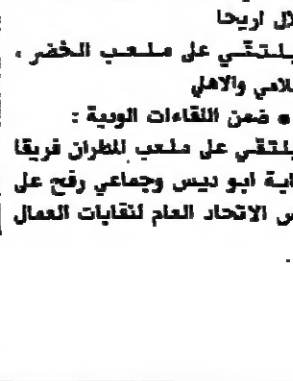 لال اريحا
يلتقي على ملعب الخضر ،
لامي والاهلي
● ضمن اللقاءات الودية :
يلتقي على ملعب المطران فريقا
ابو ديس وجماعي رفح على
الاتحاد العام لنقابات العمال
.